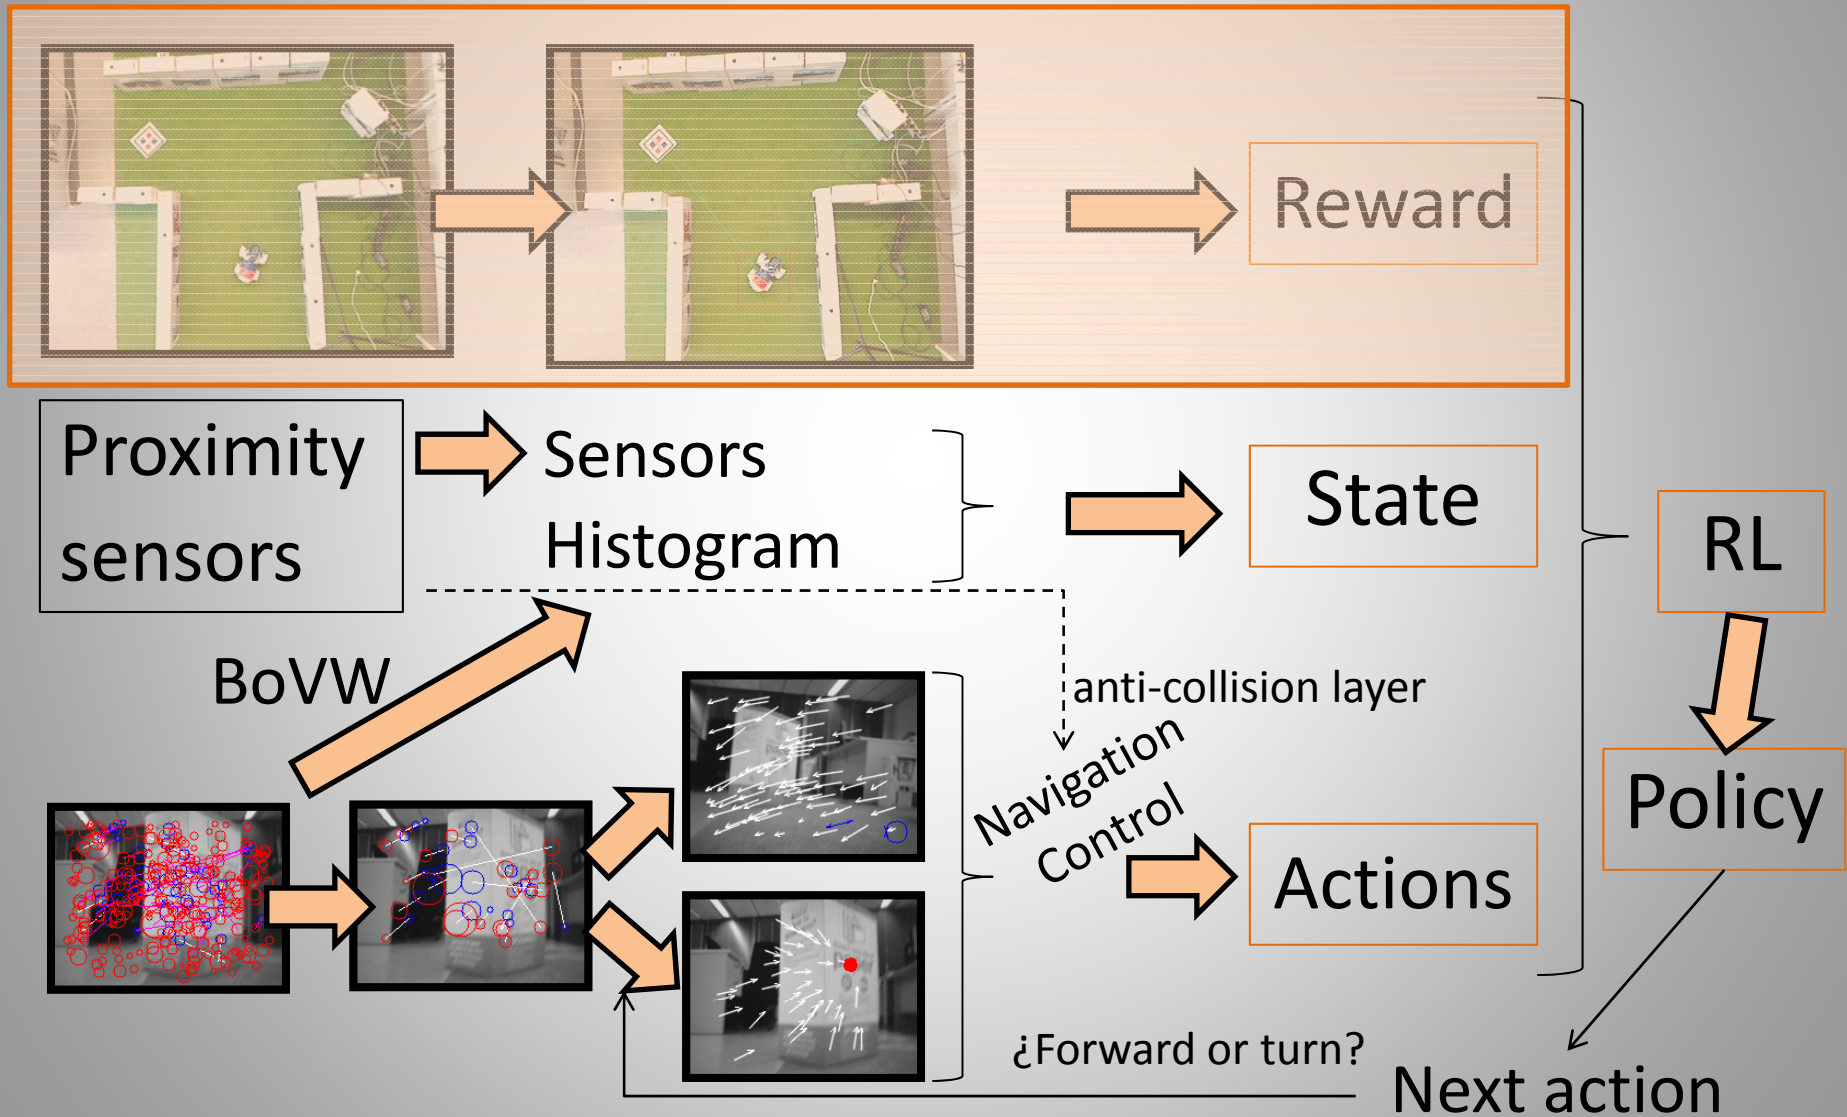 Reward
Proximity
sensors
Sensors
Histogram
State
RL
BoVW
anti-collision layer
Navigation
Control
Policy
Actions
¿Forward or turn?
Next action